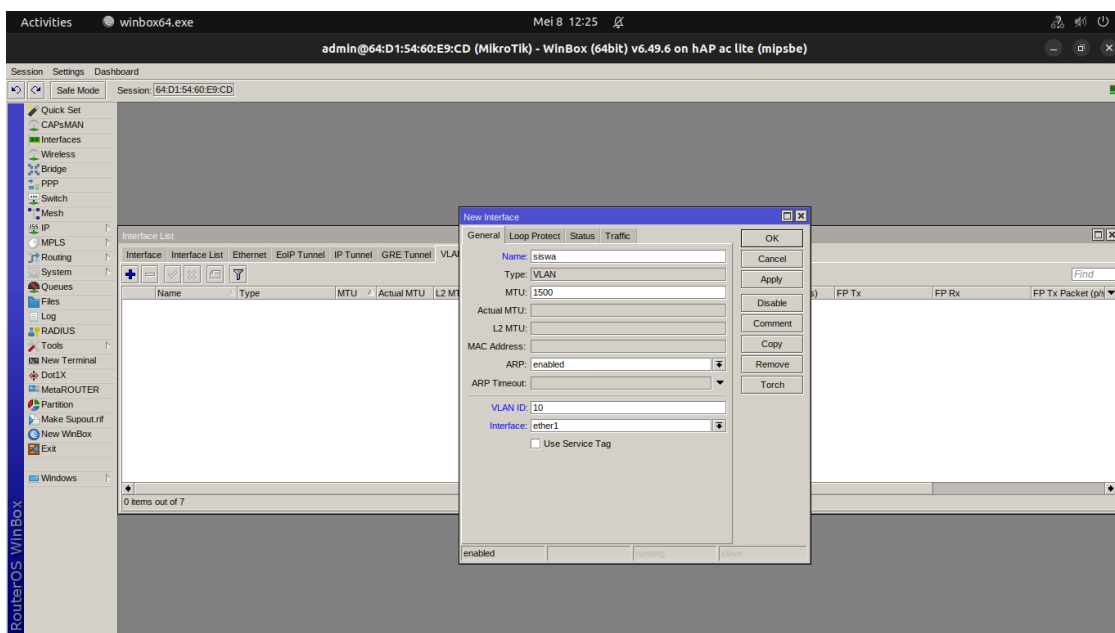 Activities winbox64.exe Mei 8 12:25
admin@64:D1:54:60:E9:CD (MikroTik) - WinBox (64bit) v6.49.6 on hAP ac lite (mipsbe)
Session Settings Dashboard
Safe Mode Session: 64:D1:54:60:E9:CD
Quick Set
CAPsMAN
Interfaces
Wireless
Bridge
PPP
Switch
Mesh
IP
MPLS
Routing
System
Queues
Files
Log
RADIUS
Tools
New Terminal
Dot1X
MetaROUTER
Partition
Make Supout.rif
New WinBox
Exit
Windows
RouterOS WinBox
Interface List
Interface Interface List Ethernet EoIP Tunnel IP Tunnel GRE Tunnel
Find
Name Type MTU Actual MTU FP Tx FP Rx
0 items out of 7
New Interface
General Loop Protect Status Traffic
Name: siswa
Type: VLAN
MTU: 1500
Actual MTU:
L2 MTU:
MAC Address:
ARP: enabled
ARP Timeout:
VLAN ID: 10
Interface: ether1
Use Service Tag
OK
Cancel
Apply
Disable
Comment
Copy
Remove
Torch
enabled running slave